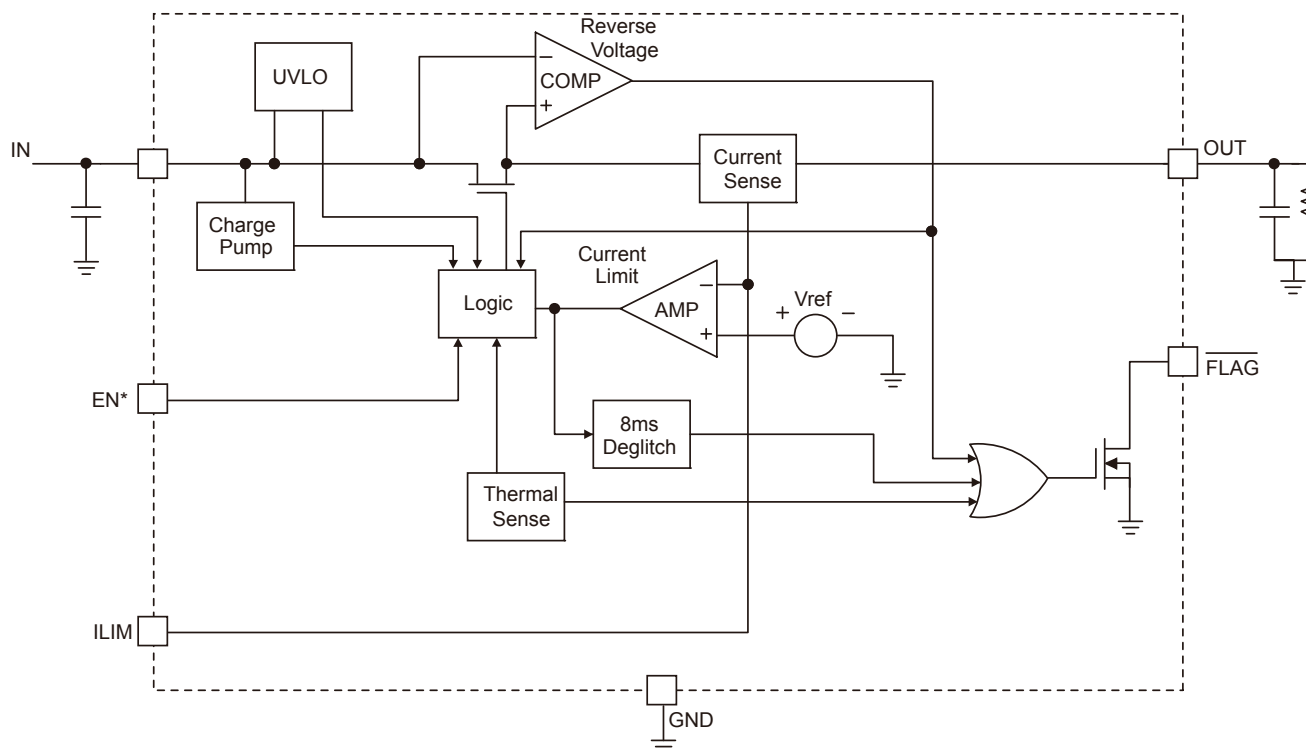 Reverse
Voltage
UVLO
−
COMP
+
IN
OUT
Current
Sense
Charge
Pump
Current
Limit
Logic
−
AMP
+
+ Vref −
FLAG
EN*
8ms
Deglitch
Thermal
Sense
ILIM
GND